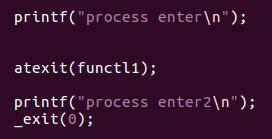 printf("process enter\n");
atexit(functl1);
printf("process enter2\n");
_exit(0);